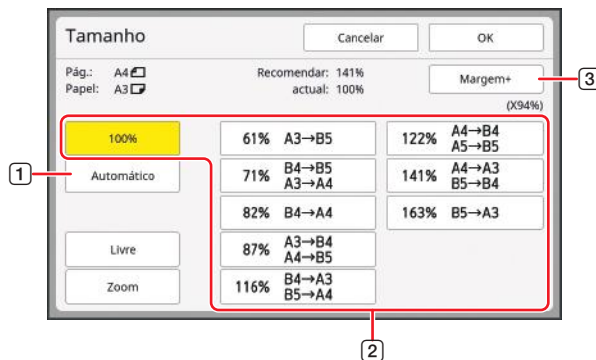 Tamanho
Cancelar
OK
Pág.: A4
Papel: A3
Recomendar: 141%
actual: 100%
Margem+
3
(X94%)
100%
61% A3→B5
122% A4→B4
A5→B5
1
Automático
71% B4→B5
A3→A4
141% A4→A3
B5→B4
82% B4→A4
163% B5→A3
Livre
87% A3→B4
A4→B5
Zoom
116% B4→A3
B5→A4
2